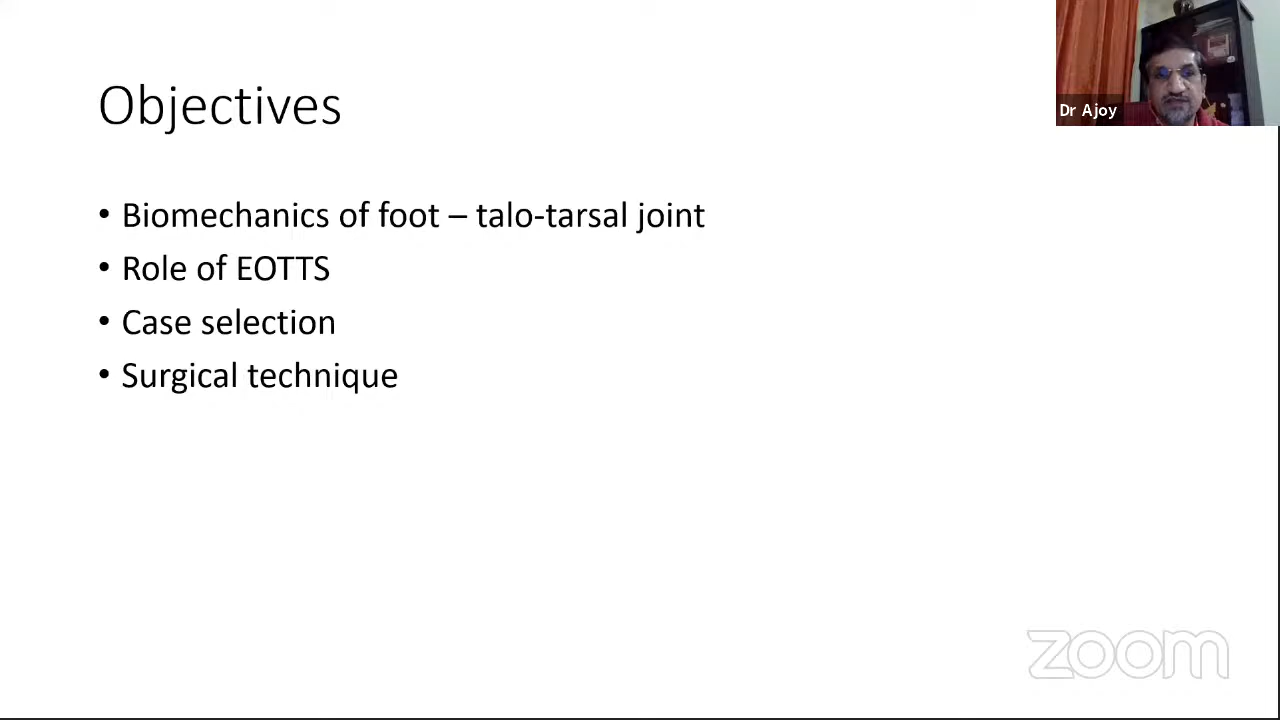 Objectives
• Biomechanics of foot – talo-tarsal joint
• Role of EOTTS
• Case selection
• Surgical technique
Dr Ajoy
zoom